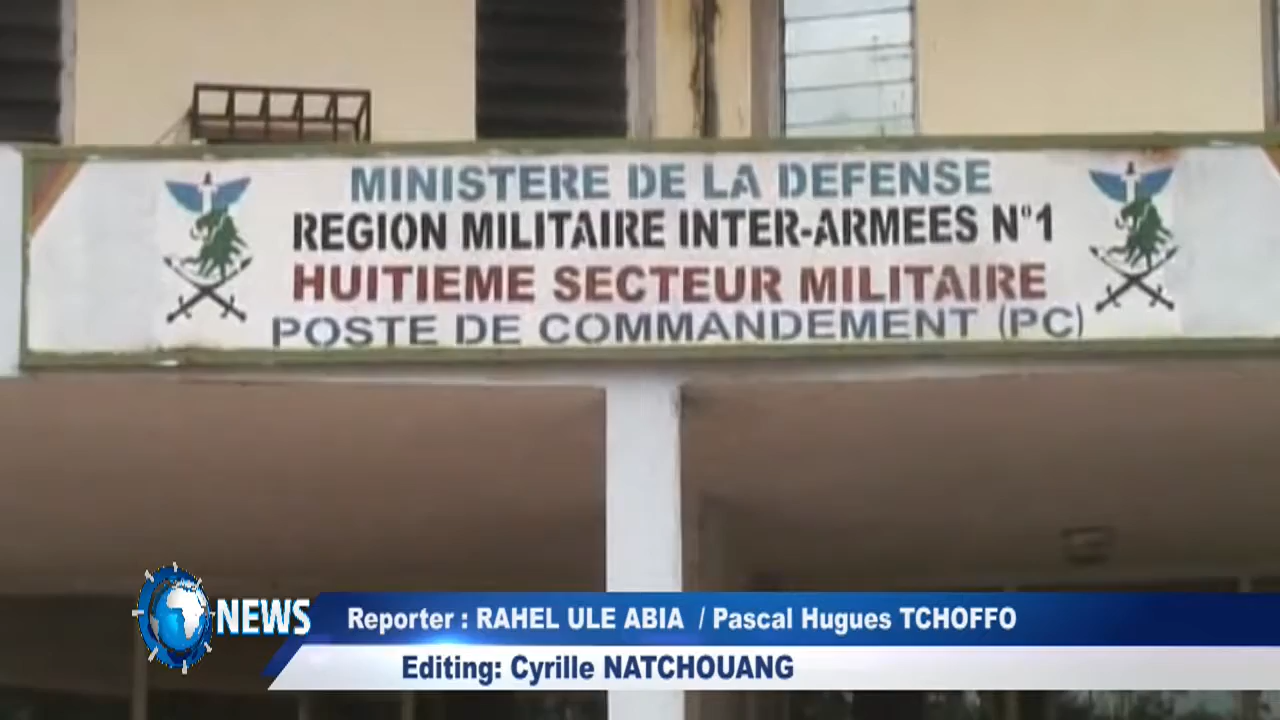 MINISTERE DE LA DEFENSE
REGION MILITAIRE INTER-ARMEES N°1
HUITIEME SECTEUR MILITAIRE
POSTE DE COMMANDEMENT (PC)
NEWS
Reporter : RAHEL ULE ABIA / Pascal Hugues TCHOFFO
Editing: Cyrille NATCHOUANG